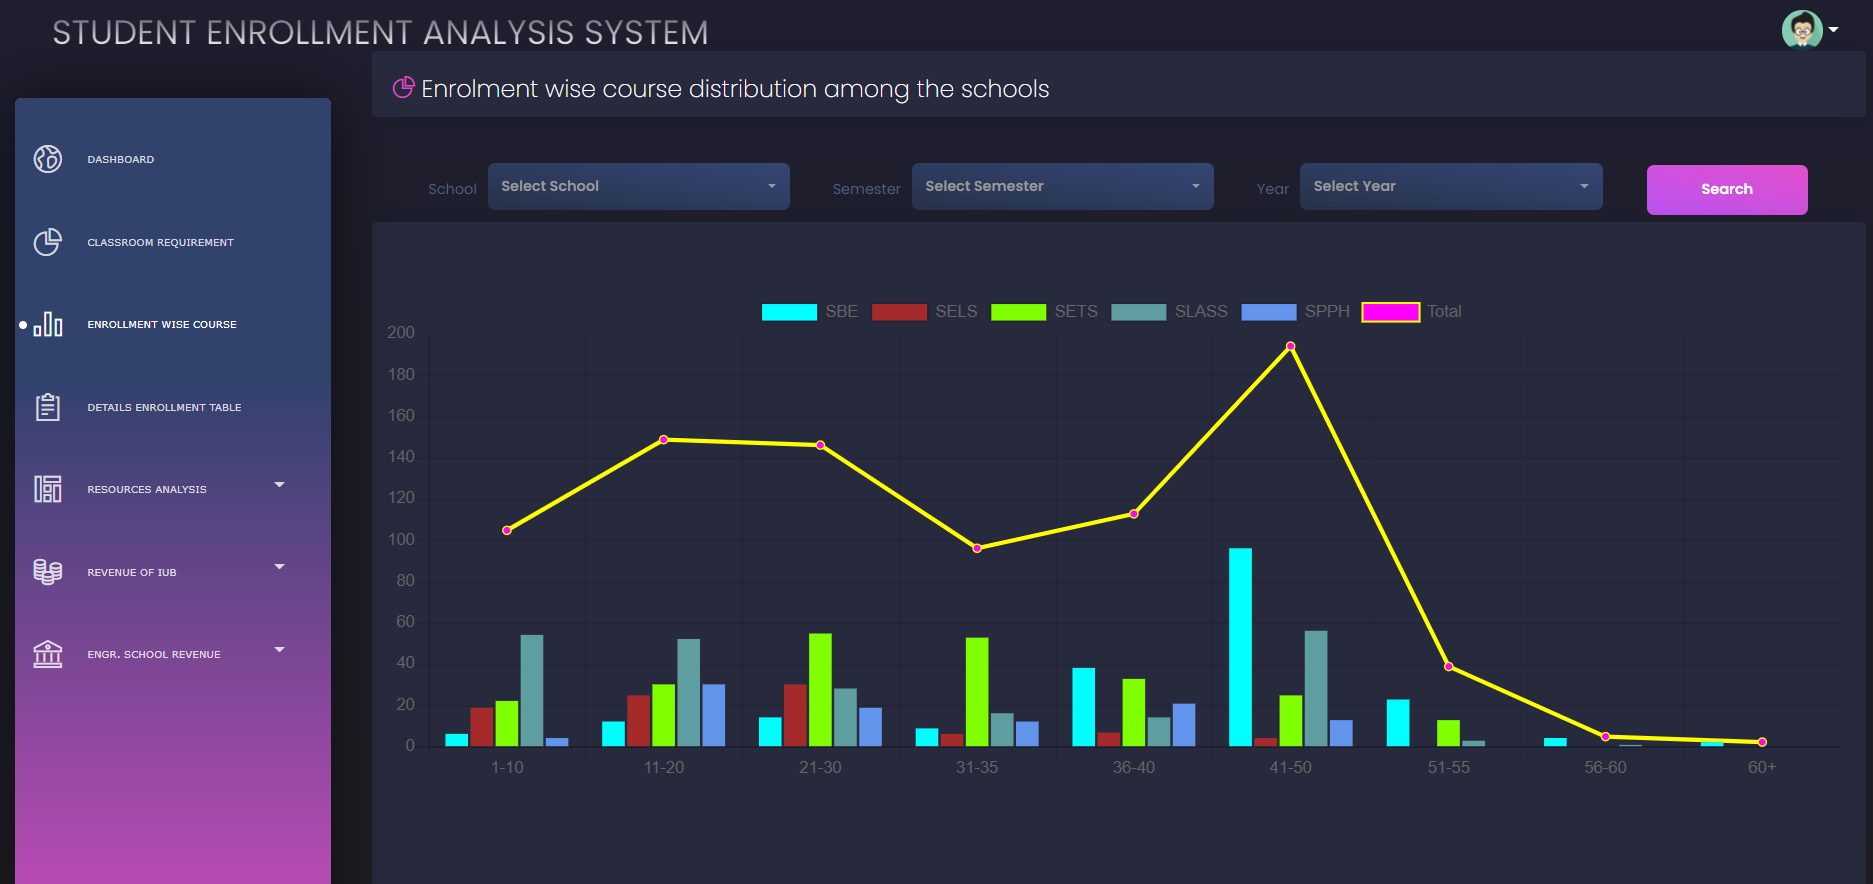 STUDENT ENROLLMENT ANALYSIS SYSTEM
Enrolment wise course distribution among the schools
DASHBOARD
CLASSROOM REQUIREMENT
ENROLLMENT WISE COURSE
DETAILS ENROLLMENT TABLE
RESOURCES ANALYSIS
REVENUE OF IUB
ENGR. SCHOOL REVENUE
School Select School Semester Select Semester Year Select Year Search
SBE SELS SETS SLASS SPPH Total
200
180
160
140
120
100
80
60
40
20
0
1-10 11-20 21-30 31-35 36-40 41-50 51-55 56-60 60+